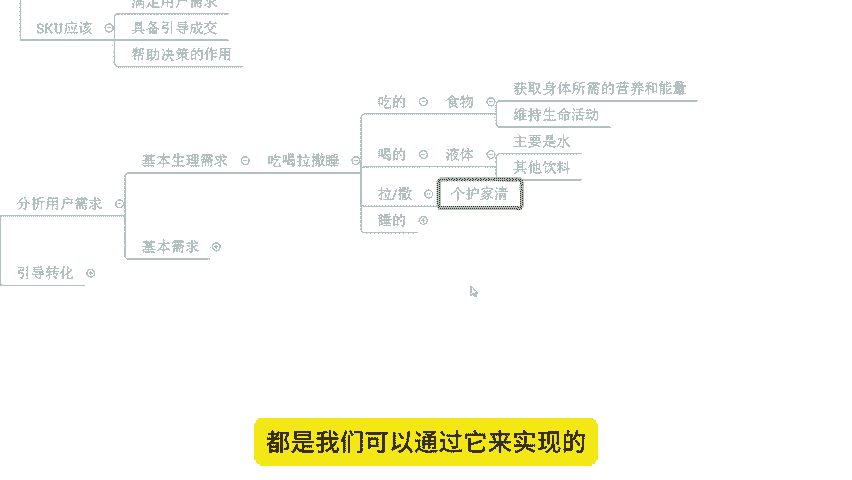 满足用户需求
SKU应该
具备引导成交
帮助决策的作用
获取身体所需的营养和能量
吃的
食物
维持生命活动
主要是水
基本生理需求
吃喝拉撒睡
喝的
液体
其他饮料
拉/撒
个护家清
分析用户需求
睡的
基本需求
引导转化
都是我们可以通过它来实现的